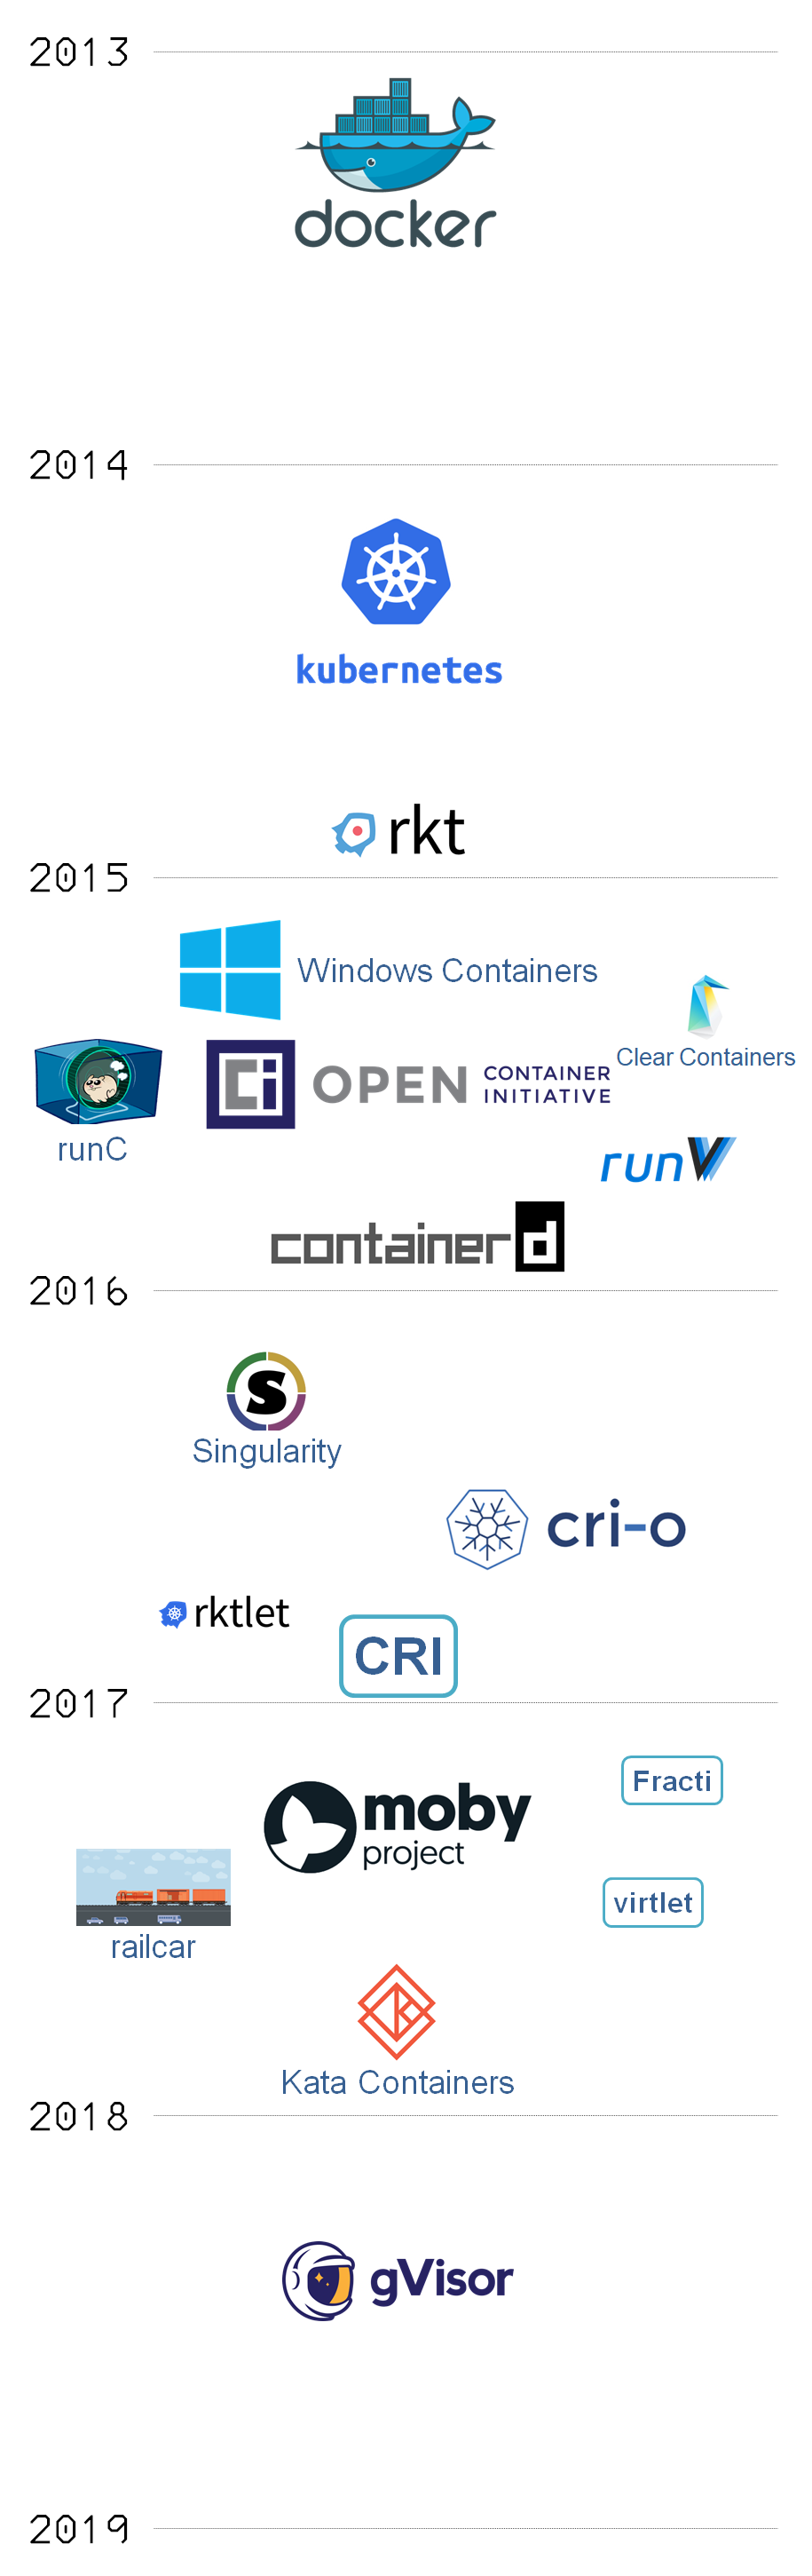 2013
docker
2014
kubernetes
rkt
2015
Windows Containers
Clear Containers
Ci OPEN CONTAINER
INITIATIVE
runC
runV
containerd
2016
S
Singularity
cri-o
rktlet
CRI
2017
Fracti
moby
project
virtlet
railcar
Kata Containers
2018
gVisor
2019